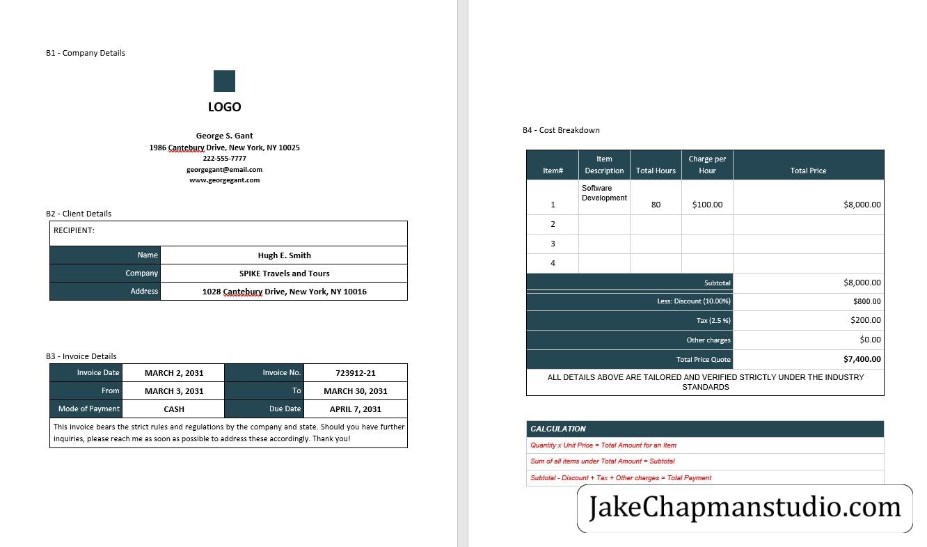 B1 - Company Details
LOGO
George S. Gant
1986 Cantebury Drive, New York, NY 10025
222-555-7777
georgegant@email.com
www.georgegant.com
B2 - Client Details
RECIPIENT:
Name Hugh E. Smith
Company SPIKE Travels and Tours
Address 1028 Cantebury Drive, New York, NY 10016
B3 - Invoice Details
Invoice Date MARCH 2, 2031 Invoice No. 723912-21
From MARCH 3, 2031 To MARCH 30, 2031
Mode of Payment CASH Due Date APRIL 7, 2031
This invoice bears the strict rules and regulations by the company and state. Should you have further
inquiries, please reach me as soon as possible to address these accordingly. Thank you!
B4 - Cost Breakdown
Item# Item Description Total Hours Charge per Hour Total Price
1 Software Development 80 $100.00 $8,000.00
2
3
4
Subtotal $8,000.00
Less: Discount (10.00%) $800.00
Tax (2.5 %) $200.00
Other charges $0.00
Total Price Quote $7,400.00
ALL DETAILS ABOVE ARE TAILORED AND VERIFIED STRICTLY UNDER THE INDUSTRY
STANDARDS
CALCULATION
Quantity x Unit Price = Total Amount for an Item
Sum of all items under Total Amount = Subtotal
Subtotal - Discount + Tax + Other charges = Total Payment
JakeChapmanstudio.com